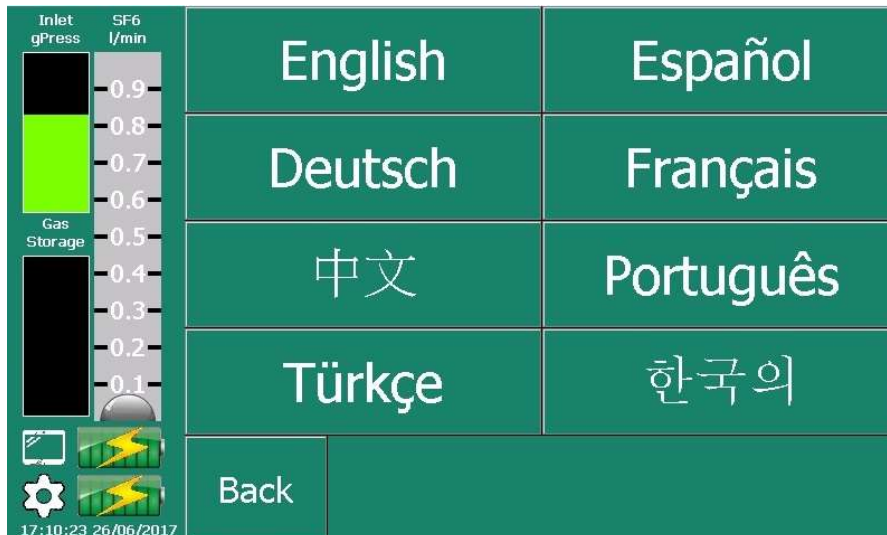 Inlet gPress
SF6 l/min
0.9
0.8
0.7
0.6
0.5
0.4
0.3
0.2
0.1
Gas Storage
17:10:23 26/06/2017
English
Español
Deutsch
Français
中文
Português
Türkçe
한국의
Back